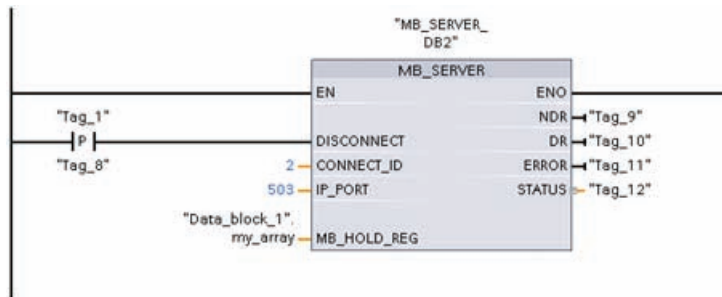 "MB_SERVER_
DB2"
MB_SERVER
EN ENO
"Tag_1" NDR "Tag_9"
P DISCONNECT DR "Tag_10"
"Tag_8" 2 CONNECT_ID ERROR "Tag_11"
503 IP_PORT STATUS "Tag_12"
"Data_block_1".
my_array MB_HOLD_REG